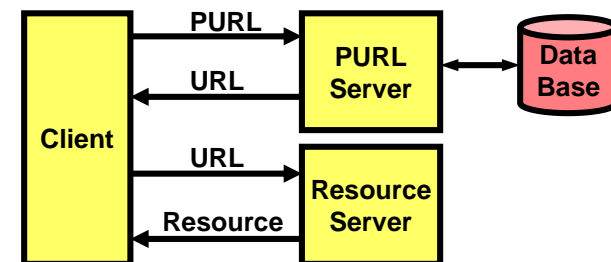 PURL
PURL
Server
Data
Base
URL
Client
URL
Resource
Server
Resource